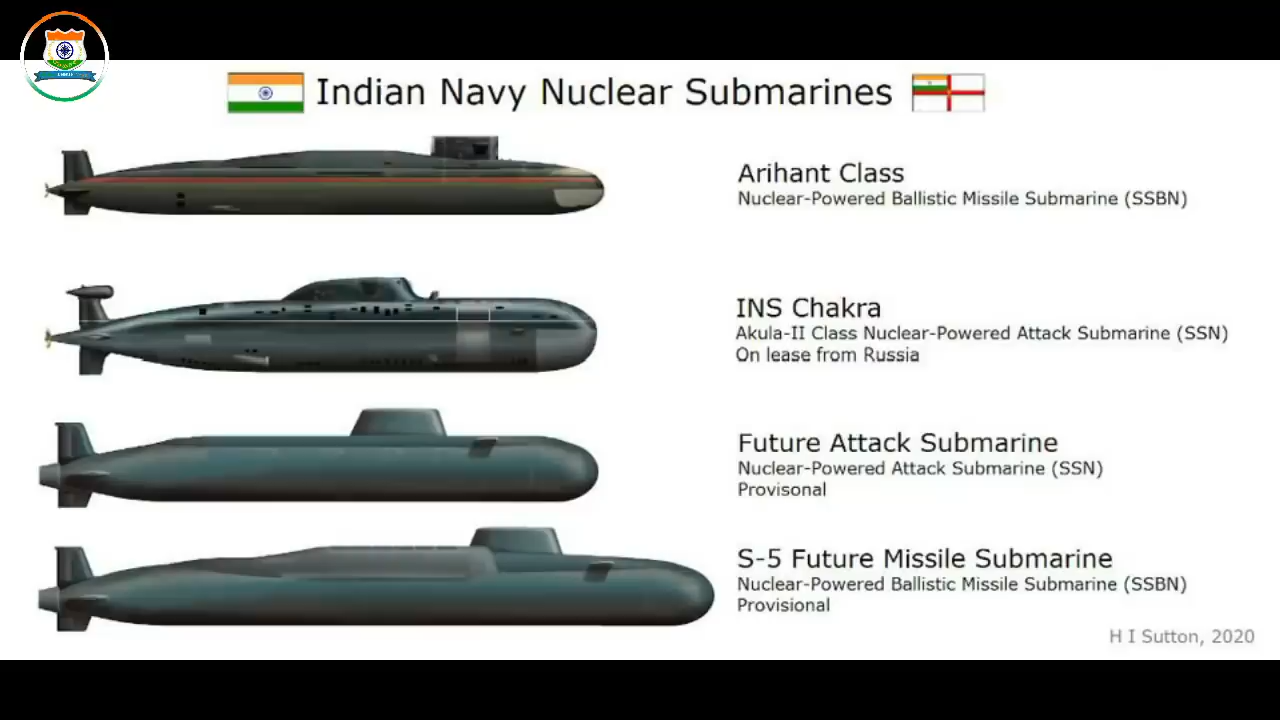 Indian Navy Nuclear Submarines
Arihant Class
Nuclear-Powered Ballistic Missile Submarine (SSBN)
INS Chakra
Akula-II Class Nuclear-Powered Attack Submarine (SSN)
On lease from Russia
Future Attack Submarine
Nuclear-Powered Attack Submarine (SSN)
Provisonal
S-5 Future Missile Submarine
Nuclear-Powered Ballistic Missile Submarine (SSBN)
Provisional
H I Sutton, 2020